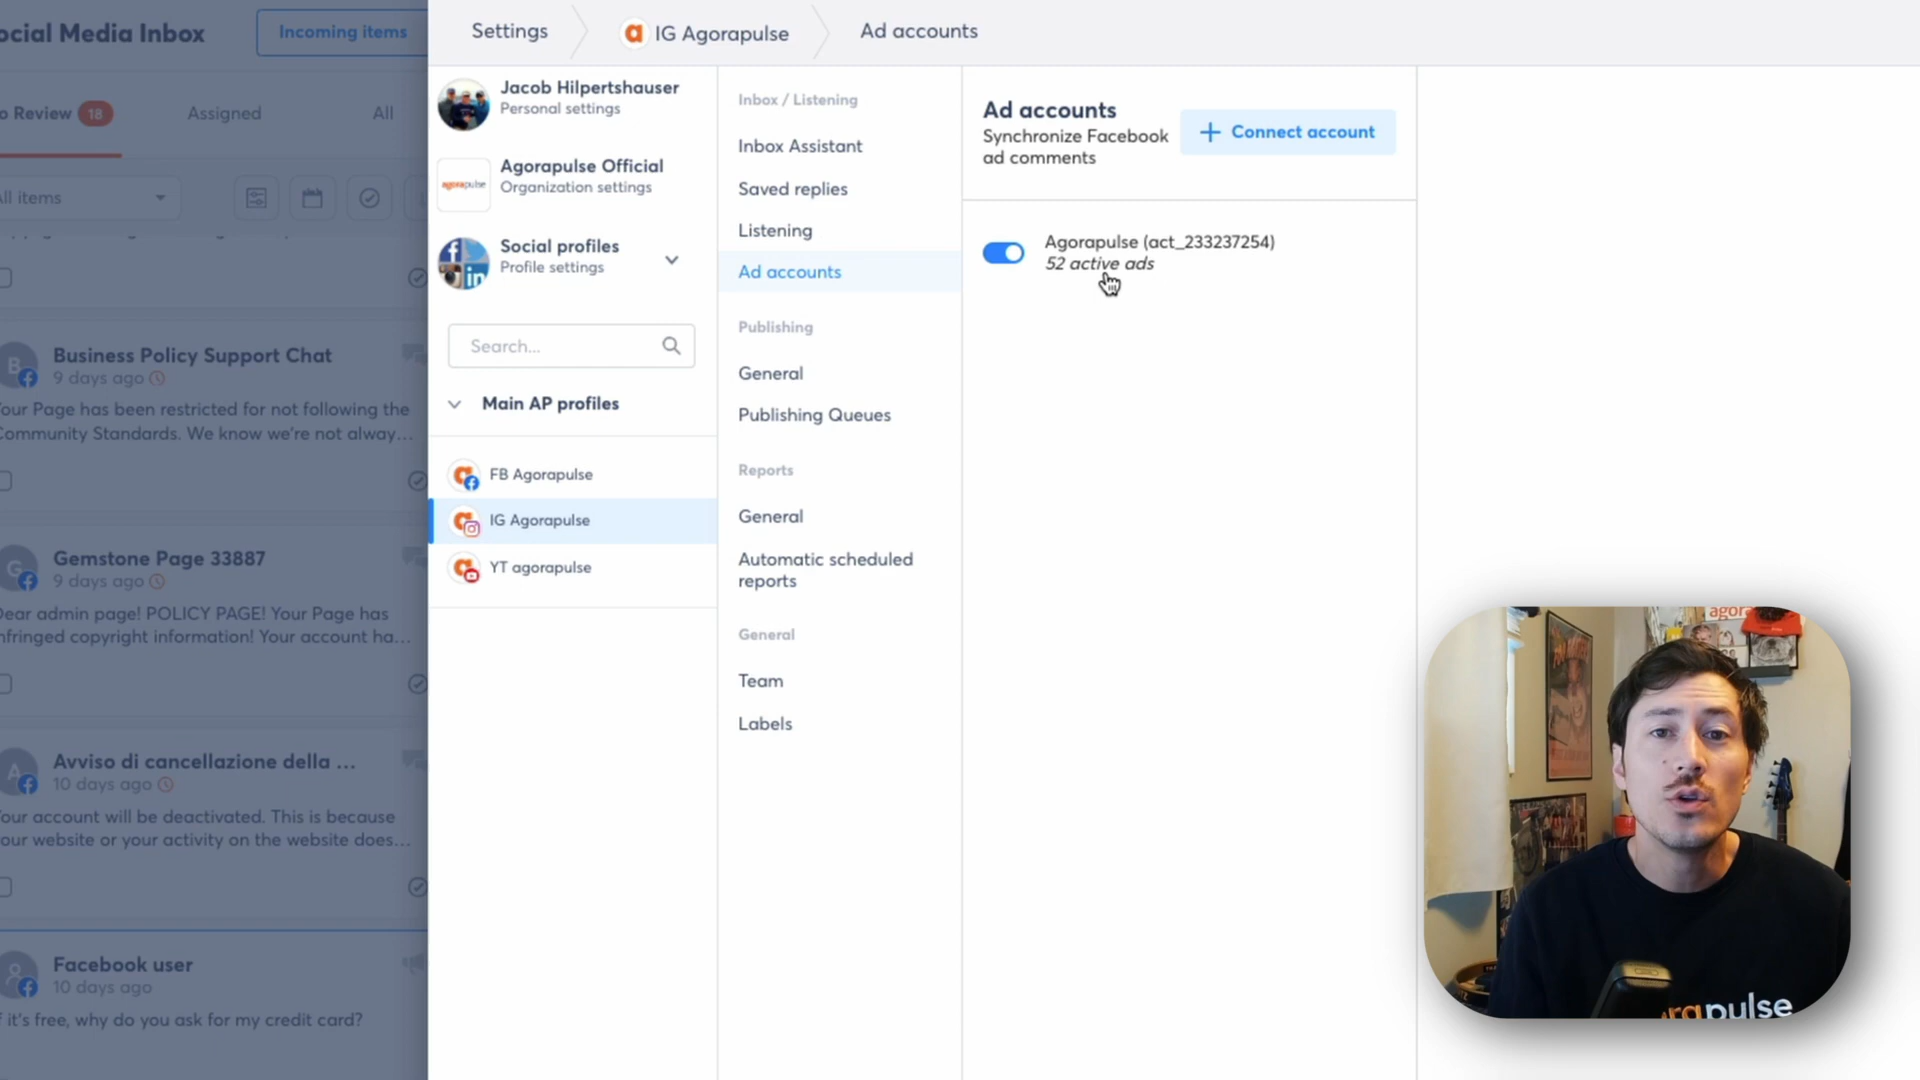 ocial Media Inbox
Incoming items
o Review 18
Assigned
All
ll items
Business Policy Support Chat
9 days ago
our Page has been restricted for not following the
Community Standards. We know we're not alway...
Gemstone Page 33887
9 days ago
Dear admin page! POLICY PAGE! Your Page has
nfringed copyright information! Your account ha...
Avviso di cancellazione della ...
10 days ago
our account will be deactivated. This is because
our website or your activity on the website does...
Facebook user
10 days ago
f it's free, why do you ask for my credit card?
Settings
IG Agorapulse
Ad accounts
Jacob Hilpertshauser
Personal settings
agorapulse
Agorapulse Official
Organization settings
Social profiles
Profile settings
Search...
Main AP profiles
FB Agorapulse
IG Agorapulse
YT agorapulse
Inbox / Listening
Inbox Assistant
Saved replies
Listening
Ad accounts
Publishing
General
Publishing Queues
Reports
General
Automatic scheduled
reports
General
Team
Labels
Ad accounts
Synchronize Facebook
ad comments
+ Connect account
Agorapulse (act_233237254)
52 active ads
agora
rapulse